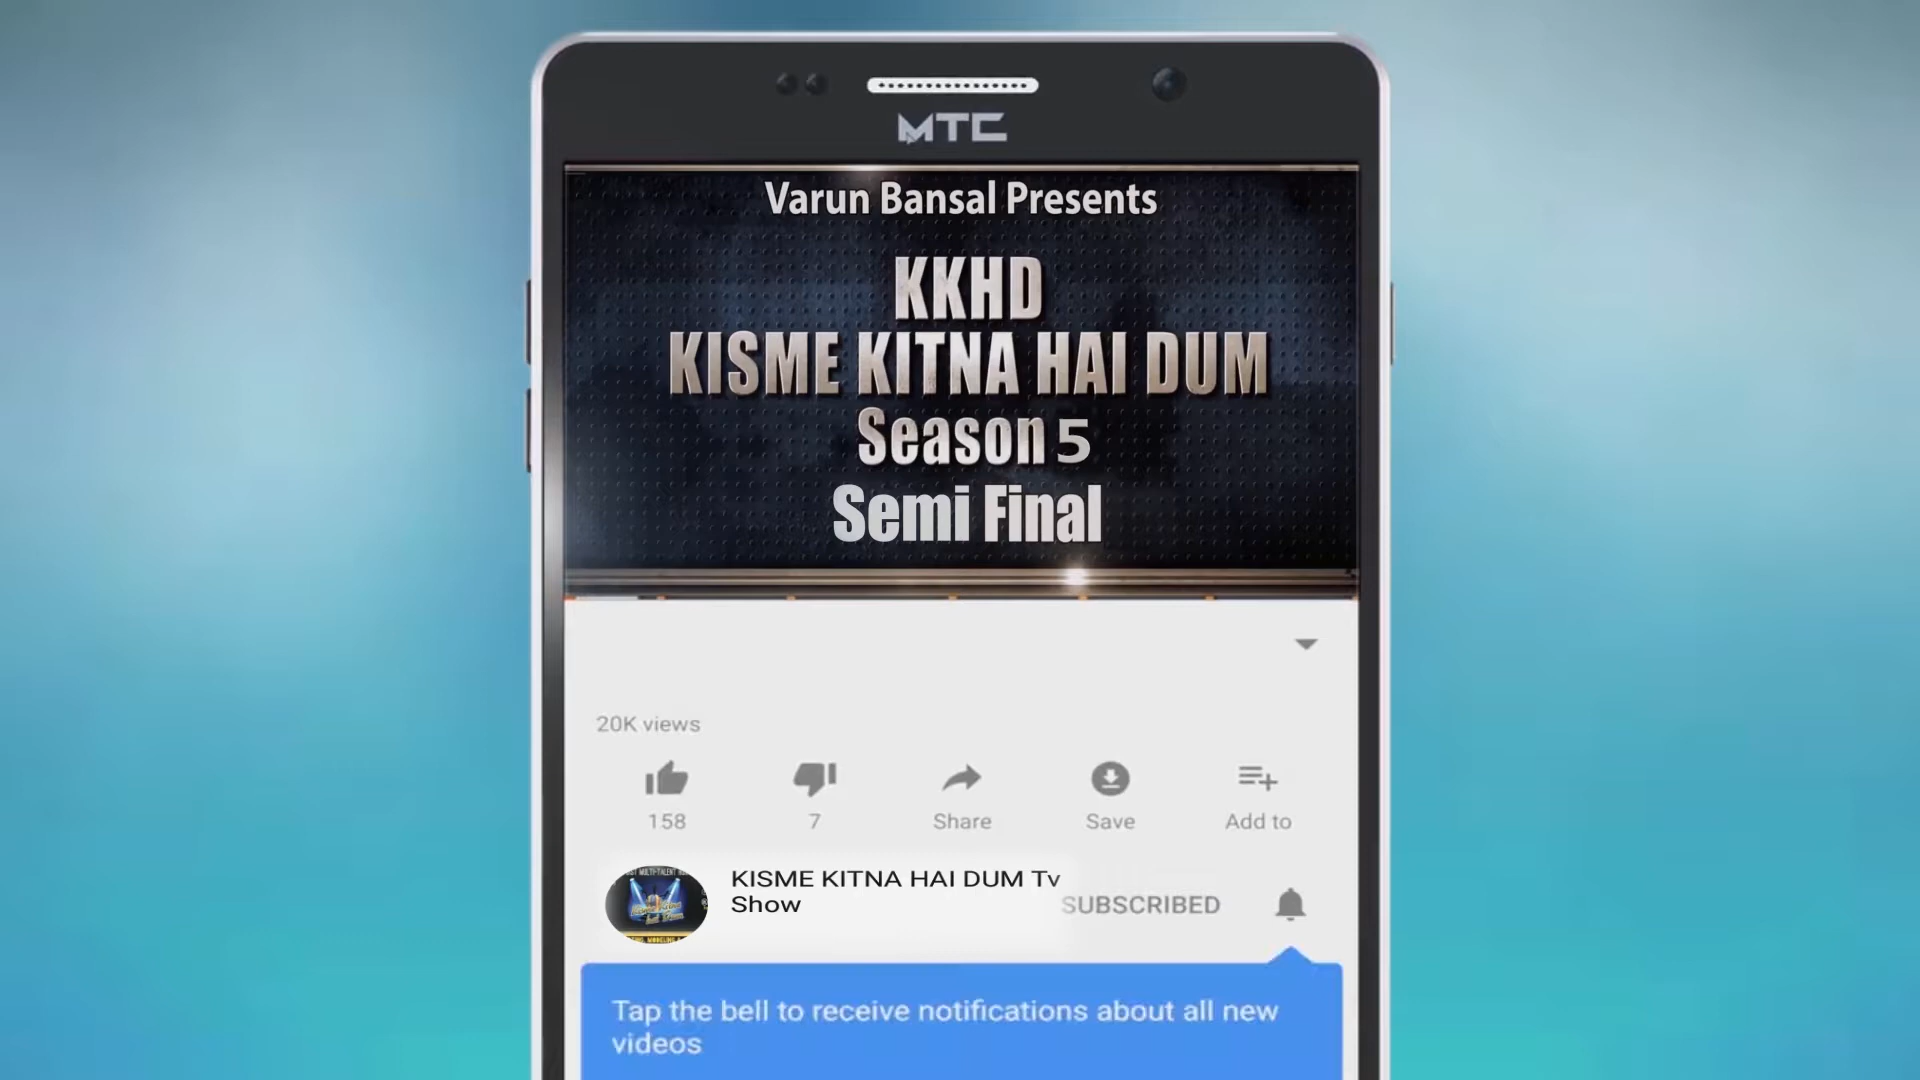 MTC
Varun Bansal Presents
KKHD
KISME KITNA HAI DUM
Season 5
Semi Final
20K views
158
7
Share
Save
Add to
KISME KITNA HAI DUM Tv
Show
SUBSCRIBED
Tap the bell to receive notifications about all new
videos